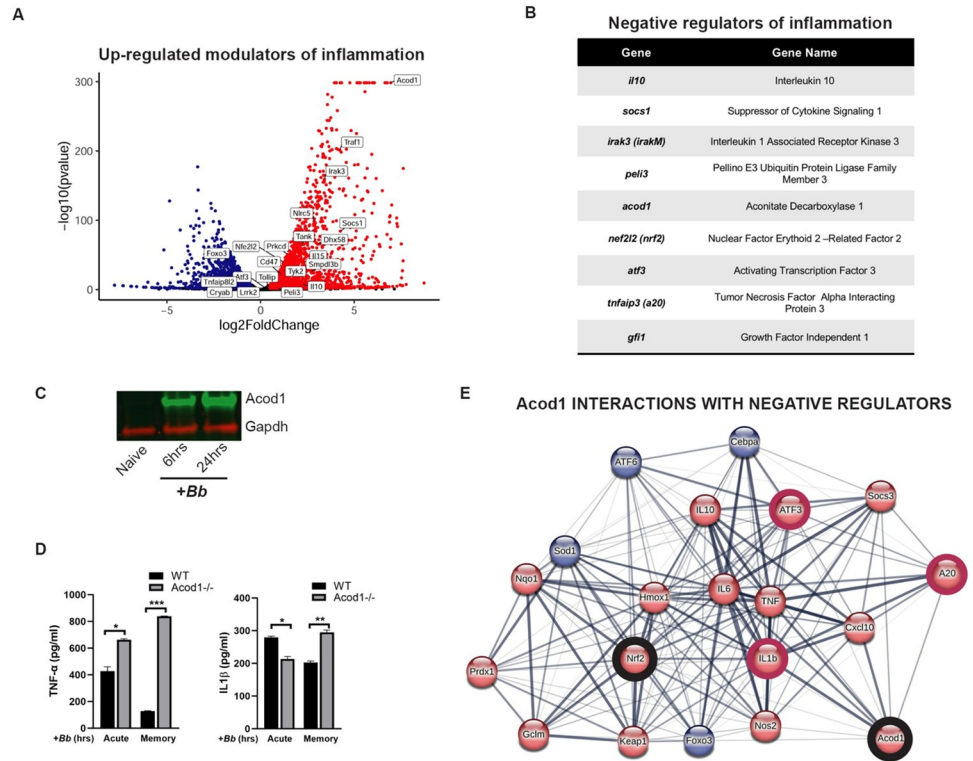 A
Up-regulated modulators of inflammation
300
200
100
0
-log10(pvalue)
Acod1
Traf1
Irak3
Nlrc5
Socs1
Tank
Dhx58
Nfe2l2
Prkcd
Foxo3
Il15
Cd47
Smpdl3b
Tyk2
Atf3
Tollip
Tnfaip8l2
Il10
Cryab
Lrrk2
Peli3
-5
0
5
log2FoldChange
B
Negative regulators of inflammation
Gene Gene Name
il10 Interleukin 10
socs1 Suppressor of Cytokine Signaling 1
irak3 (irakM) Interleukin 1 Associated Receptor Kinase 3
peli3 Pellino E3 Ubiquitin Protein Ligase Family
Member 3
acod1 Aconitate Decarboxylase 1
nef2l2 (nrf2) Nuclear Factor Erythoid 2 –Related Factor 2
atf3 Activating Transcription Factor 3
tnfaip3 (a20) Tumor Necrosis Factor Alpha Interacting
Protein 3
gfi1 Growth Factor Independent 1
C
Acod1
Gapdh
Naive
6hrs
24hrs
+Bb
D
WT
Acod1-/-
TNF-α (pg/ml)
1000
800
600
400
200
0
*
***
+Bb (hrs) Acute Memory
WT
Acod1-/-
IL1β (pg/ml)
400
300
200
100
0
*
**
+Bb (hrs) Acute Memory
E
Acod1 INTERACTIONS WITH NEGATIVE REGULATORS
Cebpa
ATF6
Socs3
IL10
ATF3
Sod1
A20
Nqo1
IL6
Hmox1
TNF
Cxcl10
Nrf2
IL1b
Prdx1
Nos2
Gclm
Keap1
Foxo3
Acod1